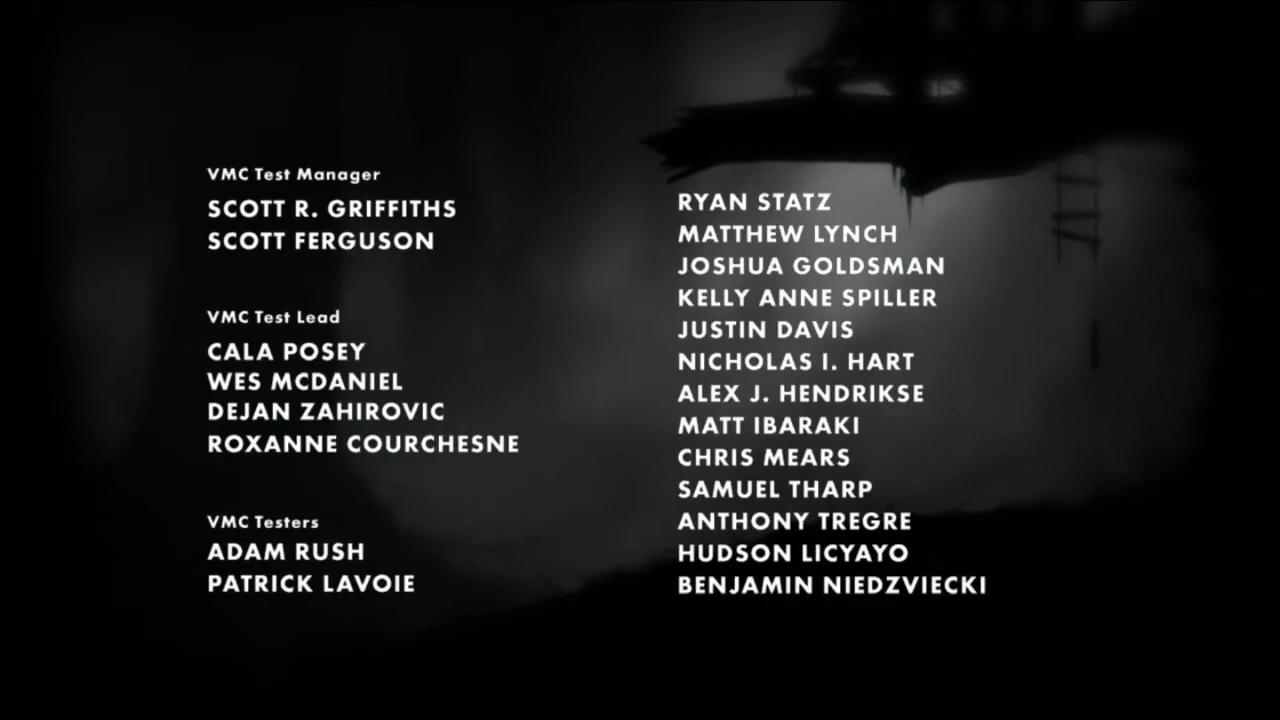 VMC Test Manager
SCOTT R. GRIFFITHS
SCOTT FERGUSON
VMC Test Lead
CALA POSEY
WES MCDANIEL
DEJAN ZAHIROVIC
ROXANNE COURCHESNE
VMC Testers
ADAM RUSH
PATRICK LAVOIE
RYAN STATZ
MATTHEW LYNCH
JOSHUA GOLDSMAN
KELLY ANNE SPILLER
JUSTIN DAVIS
NICHOLAS I. HART
ALEX J. HENDRIKSE
MATT IBARAKI
CHRIS MEARS
SAMUEL THARP
ANTHONY TREGRE
HUDSON LICYAYO
BENJAMIN NIEDZVIECKI